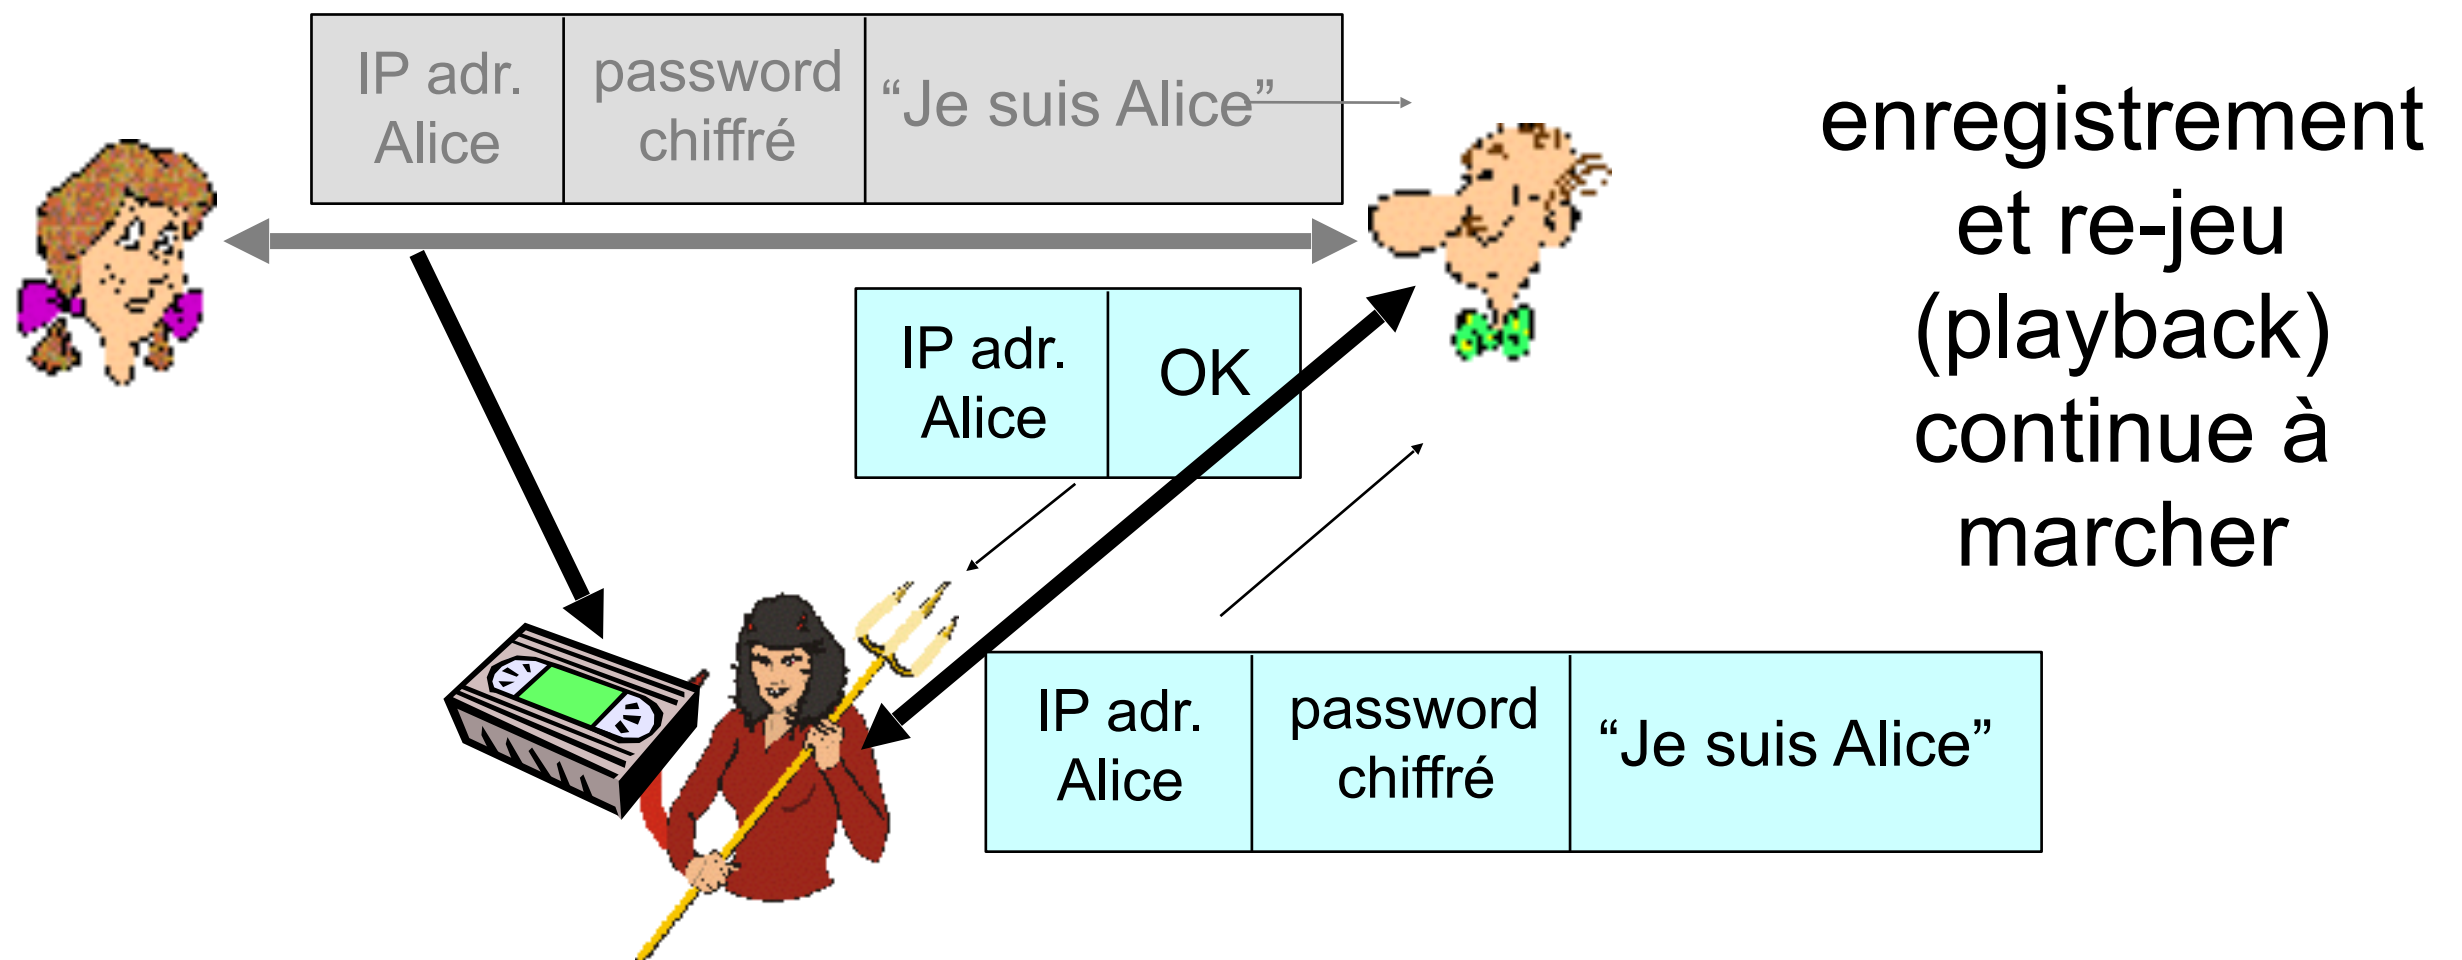 IP adr.
Alice
password
chiffré
“Je suis Alice”
enregistrement
et re-jeu
(playback)
continue à
marcher
IP adr.
Alice
OK
IP adr.
Alice
password
chiffré
“Je suis Alice”